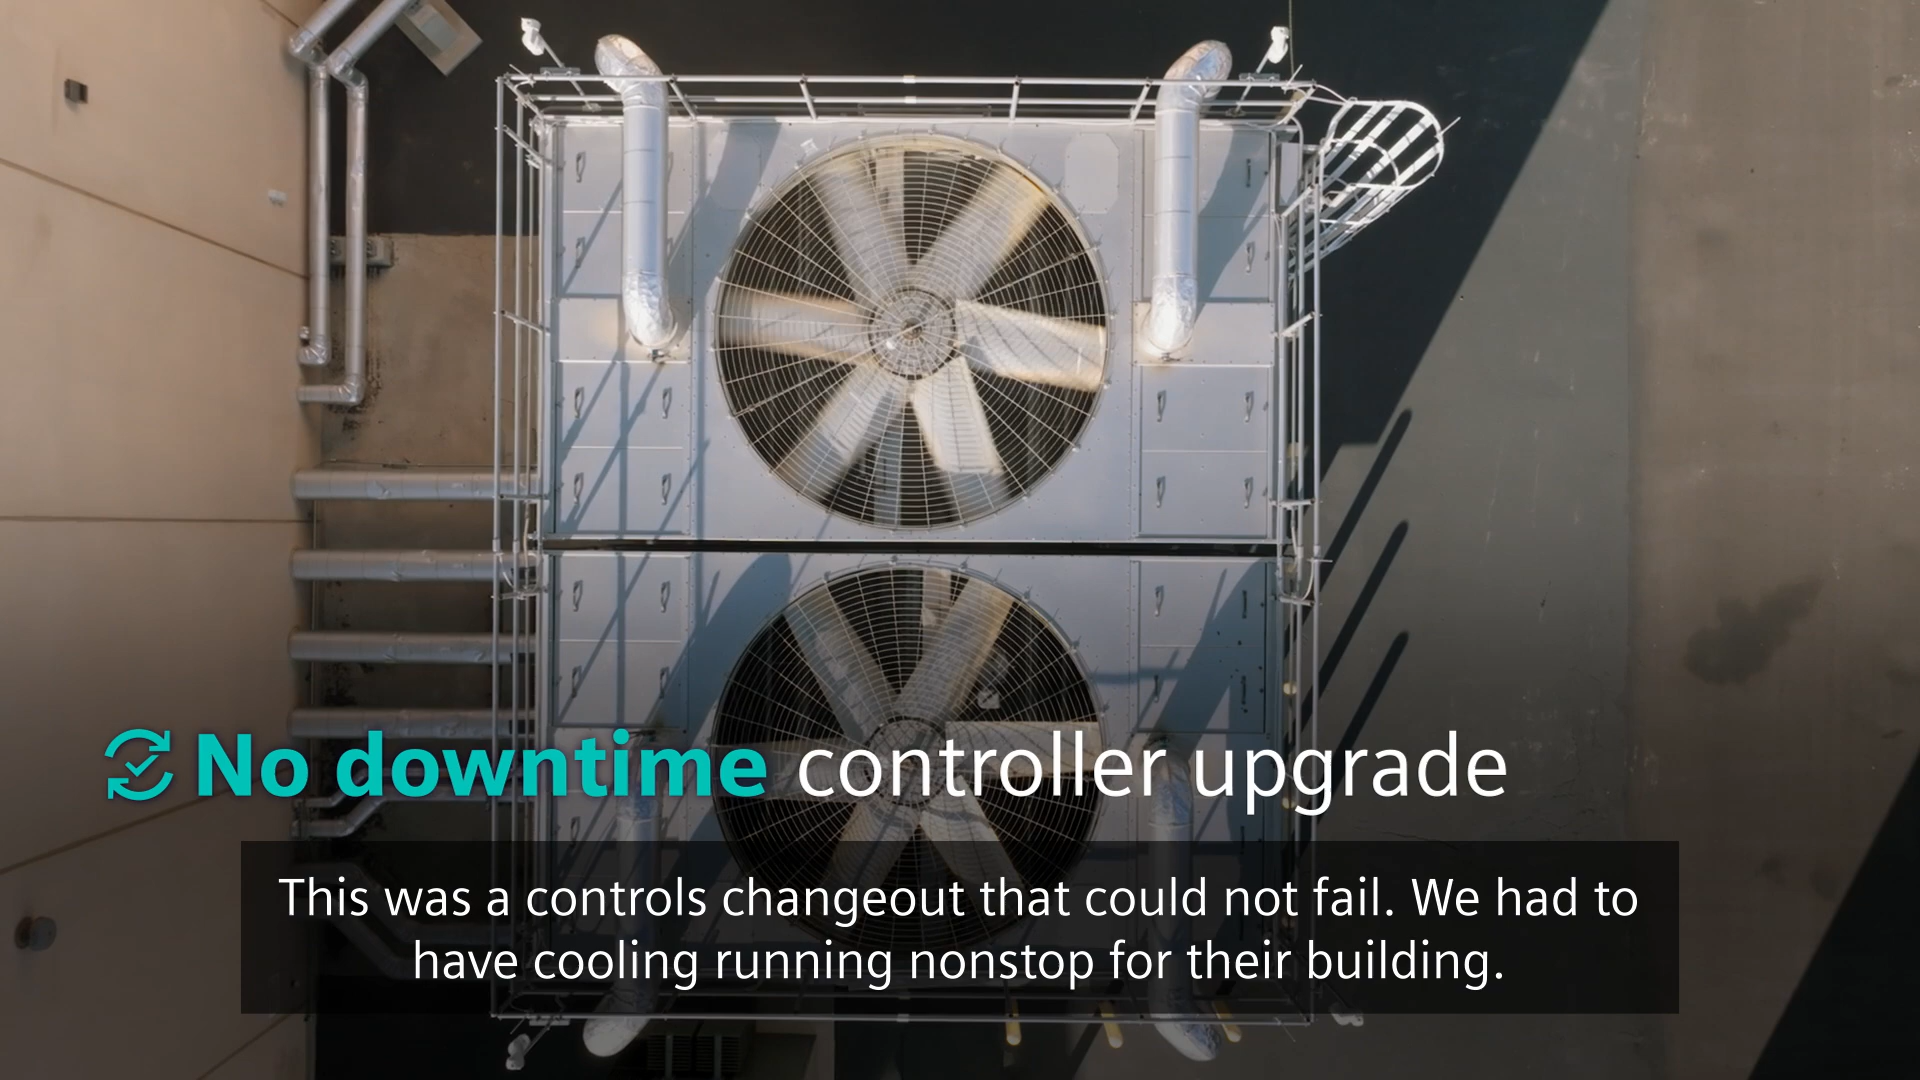 No downtime controller upgrade
This was a controls changeout that could not fail. We had to
have cooling running nonstop for their building.